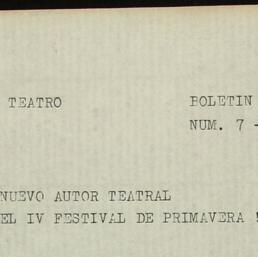 TEATRO
BOLETIN
NUM. 7 -
NUEVO AUTOR TEATRAL
EL IV FESTIVAL DE PRIMAVERA